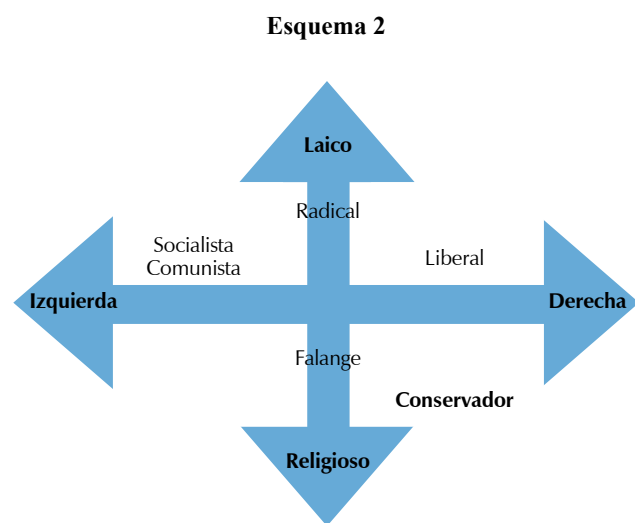 Esquema 2
Laico
Radical
Socialista
Comunista
Liberal
Izquierda
Derecha
Falange
Conservador
Religioso